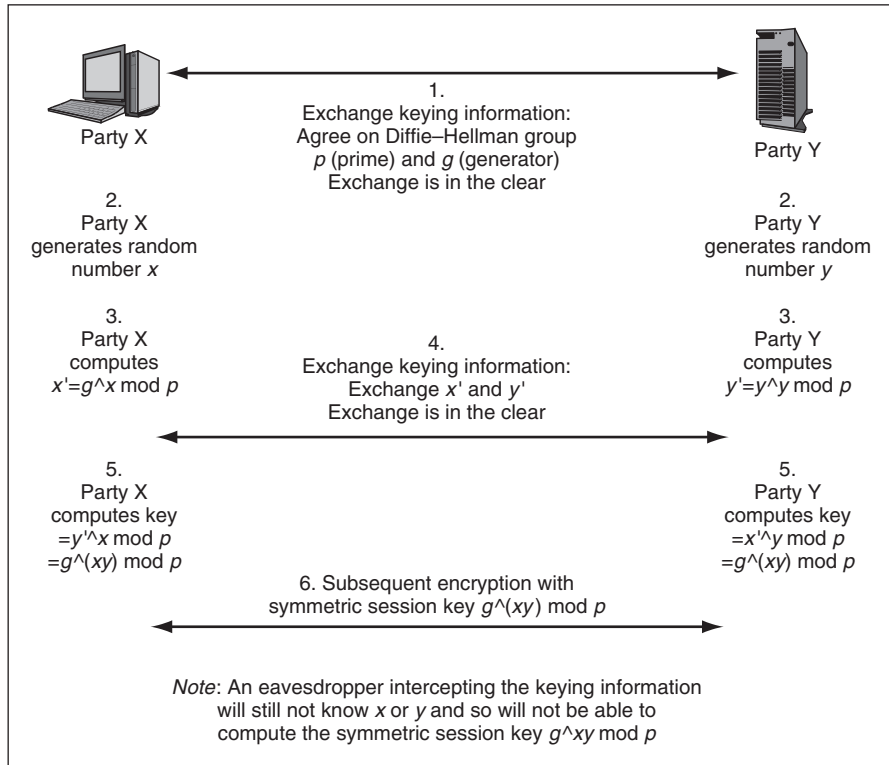 Party X
1.
Exchange keying information:
Agree on Diffie–Hellman group
p (prime) and g (generator)
Exchange is in the clear
Party Y
2.
Party X
generates random
number x
2.
Party Y
generates random
number y
3.
Party X
computes
x'=g^x mod p
4.
Exchange keying information:
Exchange x' and y'
Exchange is in the clear
3.
Party Y
computes
y'=y^y mod p
5.
Party X
computes key
=y'^x mod p
=g^(xy) mod p
5.
Party Y
computes key
=x'^y mod p
=g^(xy) mod p
6. Subsequent encryption with
symmetric session key g^(xy) mod p
Note: An eavesdropper intercepting the keying information
will still not know x or y and so will not be able to
compute the symmetric session key g^xy mod p